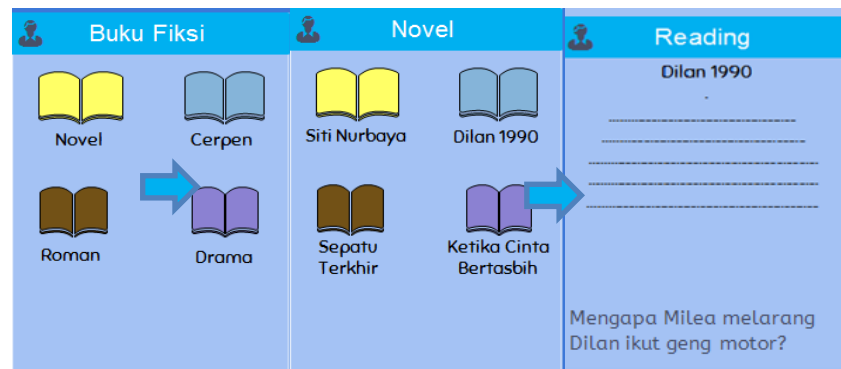 Buku Fiksi
Novel
Cerpen
Roman
Drama
Novel
Siti Nurbaya
Dilan 1990
Sepatu
Terkhir
Ketika Cinta
Bertasbih
Reading
Dilan 1990
Mengapa Milea melarang
Dilan ikut geng motor?